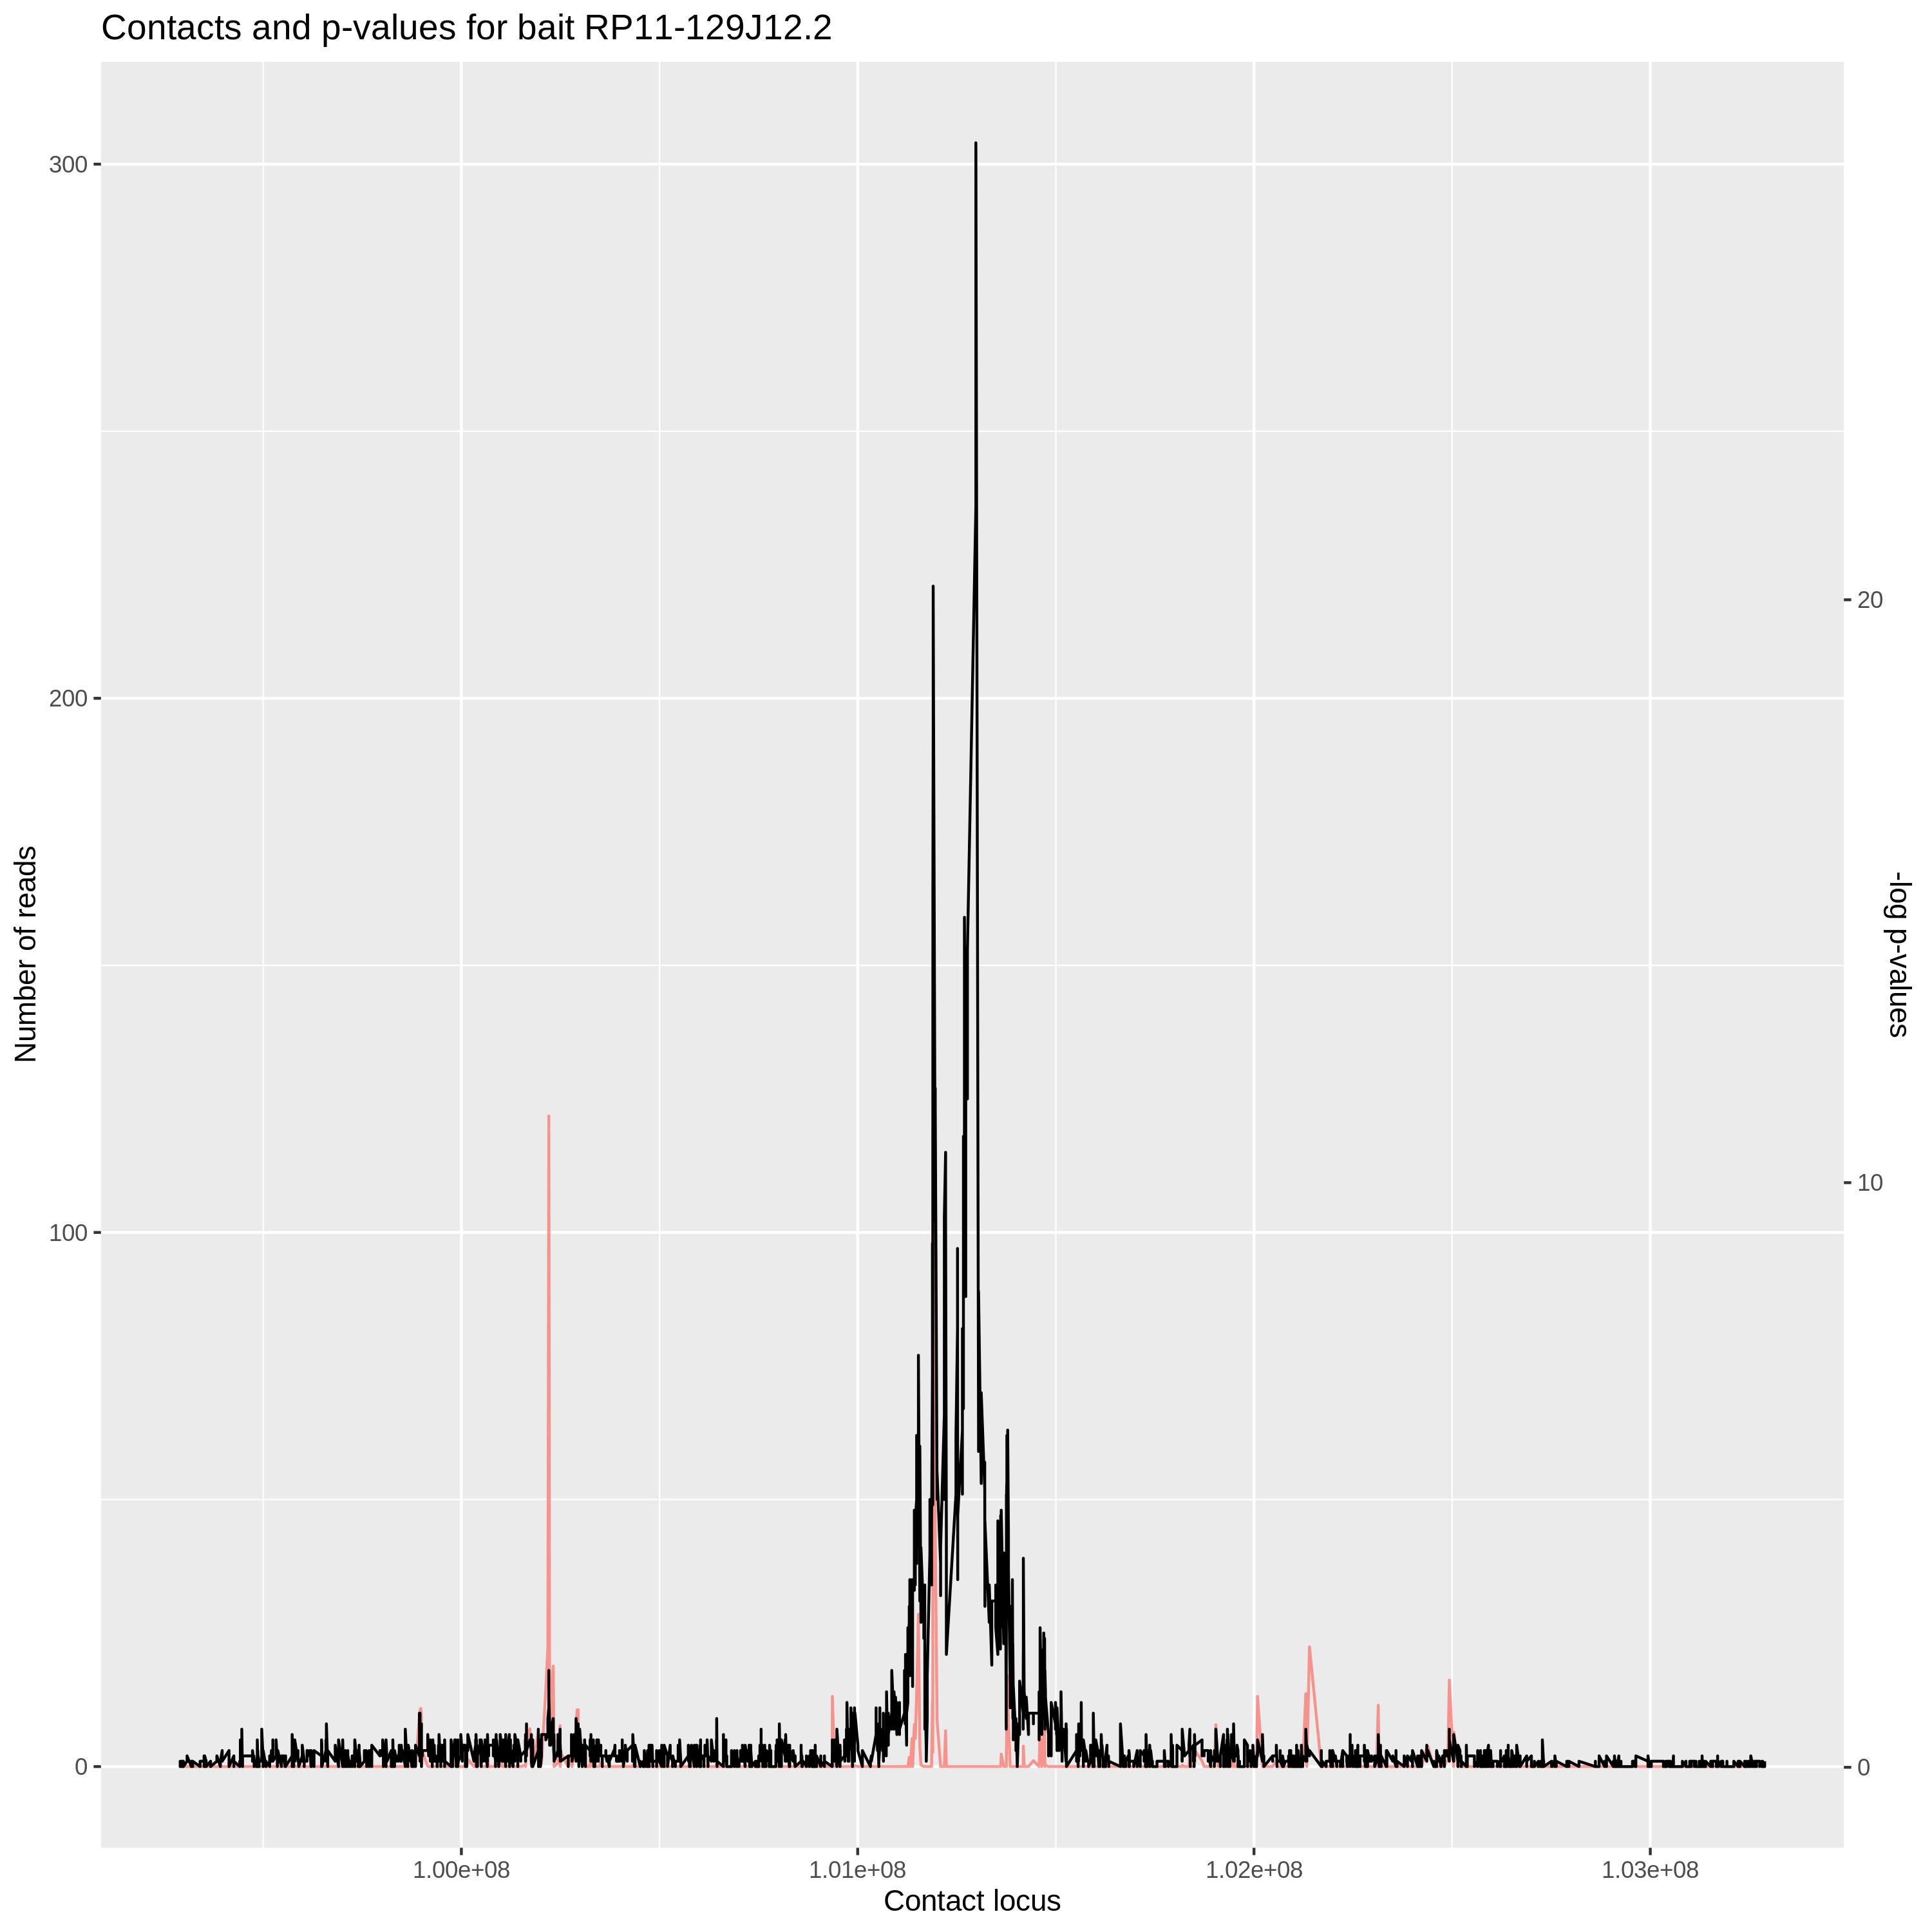 Contacts and p-values for bait RP11-129J12.2
300
200
100
0
Number of reads
20
10
0
-log p-values
1.00e+08
1.01e+08
1.02e+08
1.03e+08
Contact locus